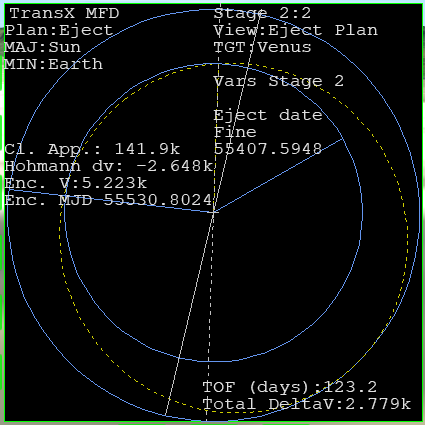 TransX MFD
Stage 2:2
Plan:Eject
View:Eject Plan
MAJ:Sun
TGT:Venus
MIN:Earth
Vars Stage 2
Eject date
Fine
Cl. App.: 141.9k
55407.5948
Hohmann dv: -2.648k
Enc. V:5.223k
Enc. MJD 55530.8024
TOF (days):123.2
Total DeltaV:2.779k